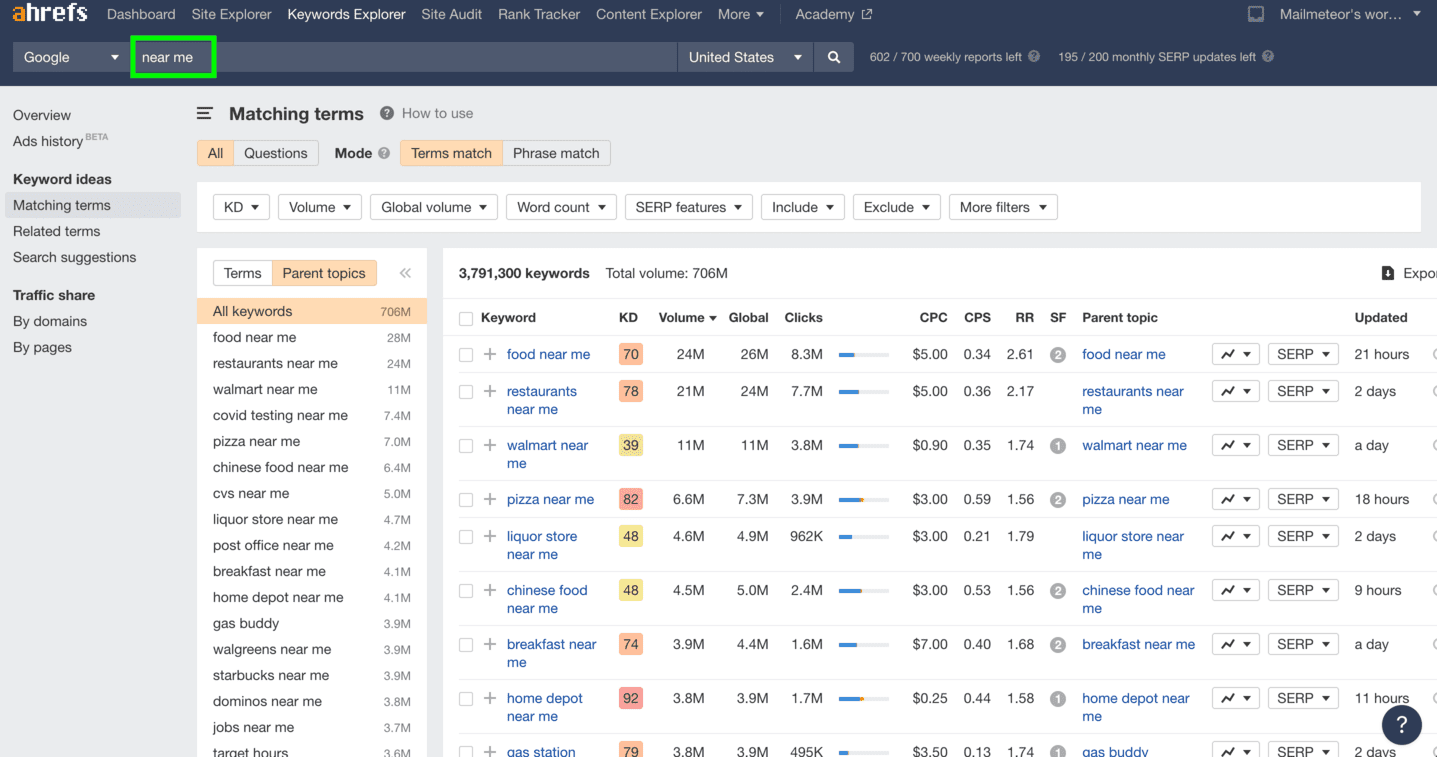 ahrefs Dashboard Site Explorer Keywords Explorer Site Audit Rank Tracker Content Explorer More Academy Mailmeteor's wor...
Google near me United States 602 / 700 weekly reports left ? 195 / 200 monthly SERP updates left ?
Overview
Ads history BETA
Keyword ideas
Matching terms
Related terms
Search suggestions
Traffic share
By domains
By pages
Matching terms ? How to use
All Questions Mode ? Terms match Phrase match
KD Volume Global volume Word count SERP features Include Exclude More filters
Terms Parent topics
All keywords 706M
food near me 28M
restaurants near me 24M
walmart near me 11M
covid testing near me 7.4M
pizza near me 7.0M
chinese food near me 6.4M
cvs near me 5.0M
liquor store near me 4.7M
post office near me 4.2M
breakfast near me 4.1M
home depot near me 4.1M
gas buddy 3.9M
walgreens near me 3.9M
starbucks near me 3.9M
dominos near me 3.8M
jobs near me 3.7M
target hours 3.6M
3,791,300 keywords Total volume: 706M Expor
Keyword KD Volume Global Clicks CPC CPS RR SF Parent topic Updated
food near me 70 24M 26M 8.3M $5.00 0.34 2.61 2 food near me SERP 21 hours
restaurants 78 21M 24M 7.7M $5.00 0.36 2.17 restaurants near SERP 2 days
near me me
walmart near 39 11M 11M 3.8M $0.90 0.35 1.74 1 walmart near me SERP a day
me
pizza near me 82 6.6M 7.3M 3.9M $3.00 0.59 1.56 2 pizza near me SERP 18 hours
liquor store 48 4.6M 4.9M 962K $3.00 0.21 1.79 liquor store near SERP 2 days
near me me
chinese food 48 4.5M 5.0M 2.4M $3.00 0.53 1.56 2 chinese food near SERP 9 hours
near me me
breakfast near 74 3.9M 4.4M 1.6M $7.00 0.40 1.68 2 breakfast near me SERP a day
me
home depot 92 3.8M 3.9M 1.7M $0.25 0.44 1.58 1 home depot near SERP 11 hours
near me me
gas station 79 3.8M 3.9M 495K $3.50 0.13 1.74 1 gas buddy SERP 2 days
?